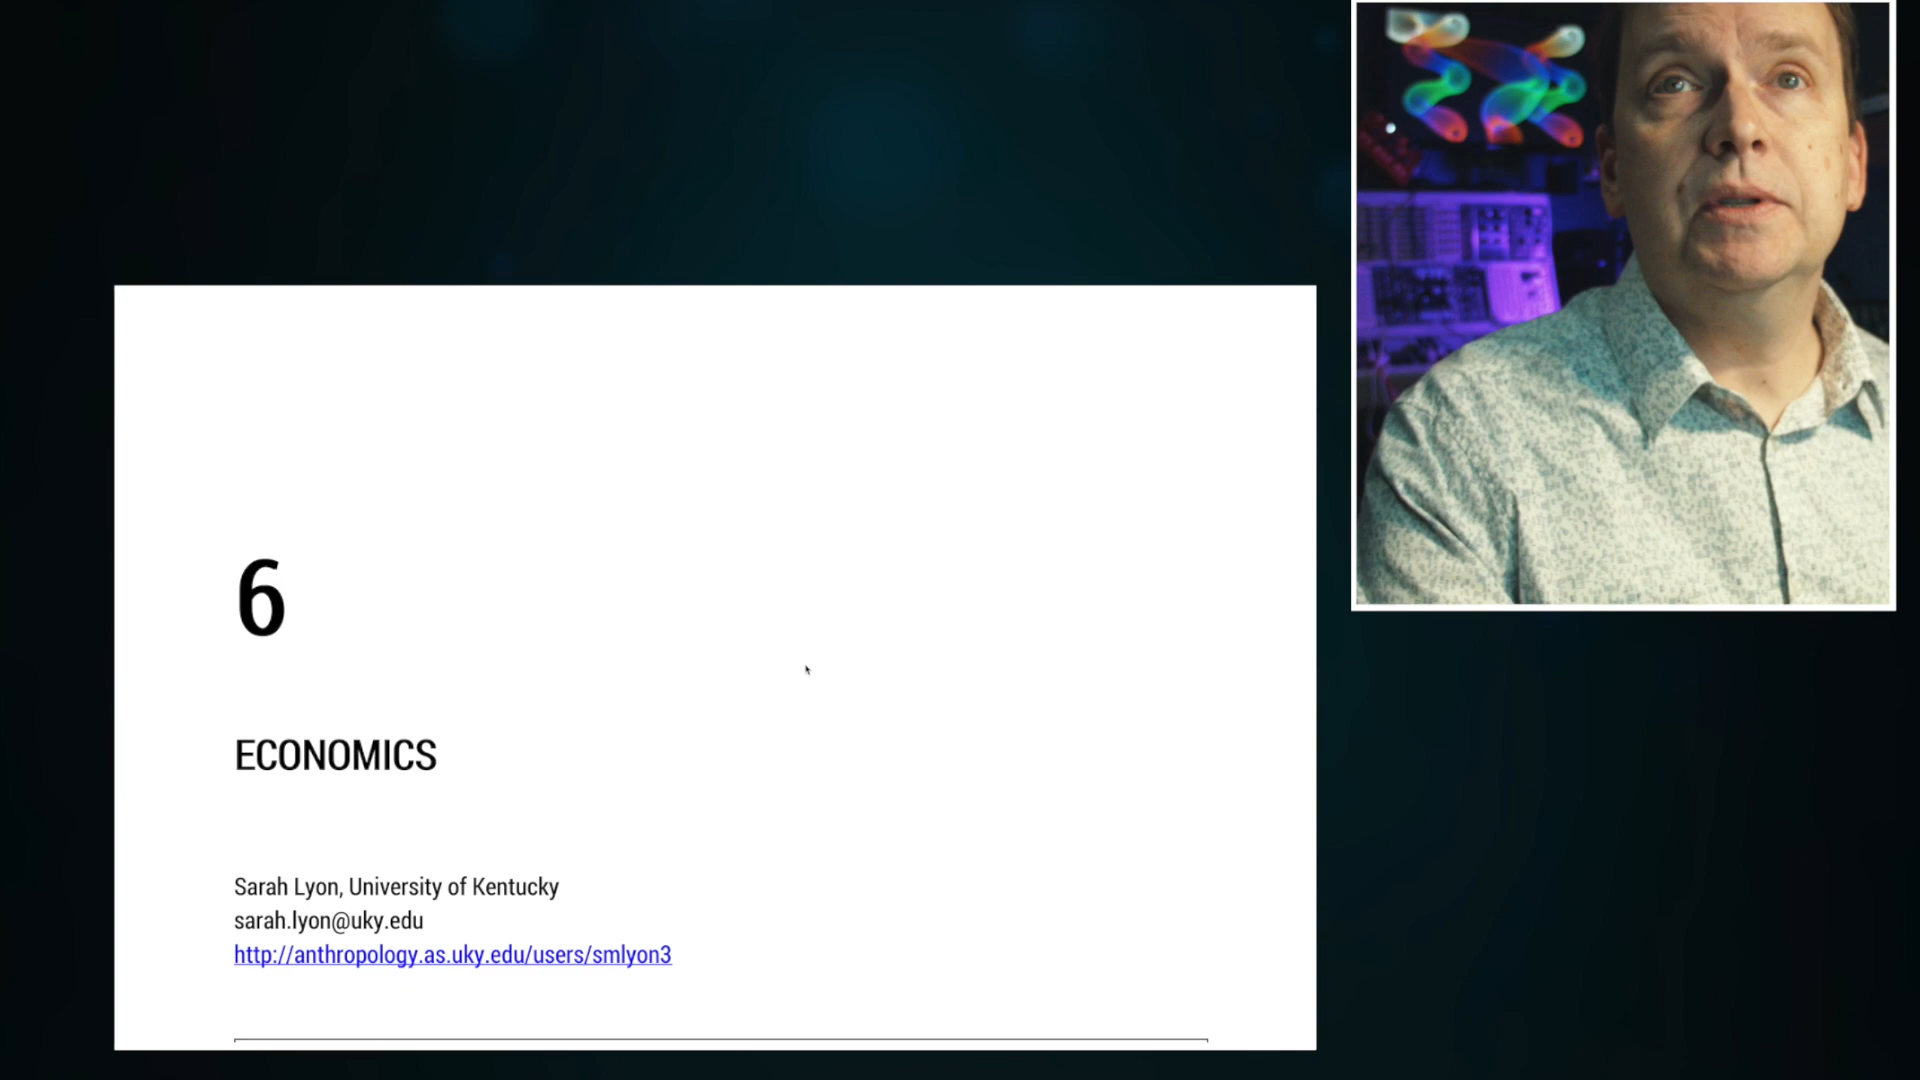 6
ECONOMICS
Sarah Lyon, University of Kentucky
sarah.lyon@uky.edu
http://anthropology.as.uky.edu/users/smlyon3